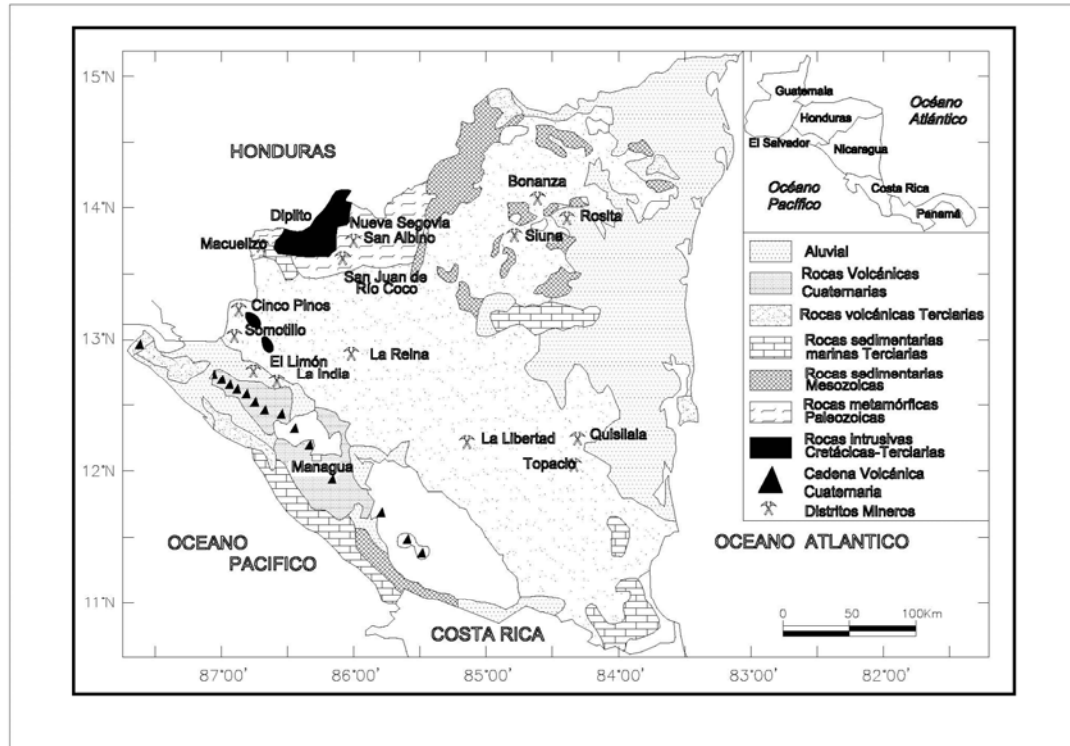 15°N
14°N
13°N
12°N
11°N
87°00'
86°00'
85°00'
84°00'
83°00'
82°00'
HONDURAS
Bonanza
Rosita
Siuna
Dipilto
Nueva Segovia
San Albino
Macuelizo
San Juan de
Río Coco
Cinco Pinos
Somotillo
El Limón
La India
La Reina
La Libertad
Quisilala
Topacio
Managua
OCEANO
PACIFICO
OCEANO ATLANTICO
COSTA RICA
0 50 100Km
Guatemala
Honduras
El Salvador
Nicaragua
Costa Rica
Panamá
Océano
Atlántico
Océano
Pacífico
Aluvial
Rocas Volcánicas
Cuaternarias
Rocas volcánicas Terciarias
Rocas sedimentarias
marinas Terciarias
Rocas sedimentarias
Mesozoicas
Rocas metamórficas
Paleozoicas
Rocas intrusivas
Cretácicas-Terciarias
Cadena Volcánica
Cuaternaria
Distritos Mineros